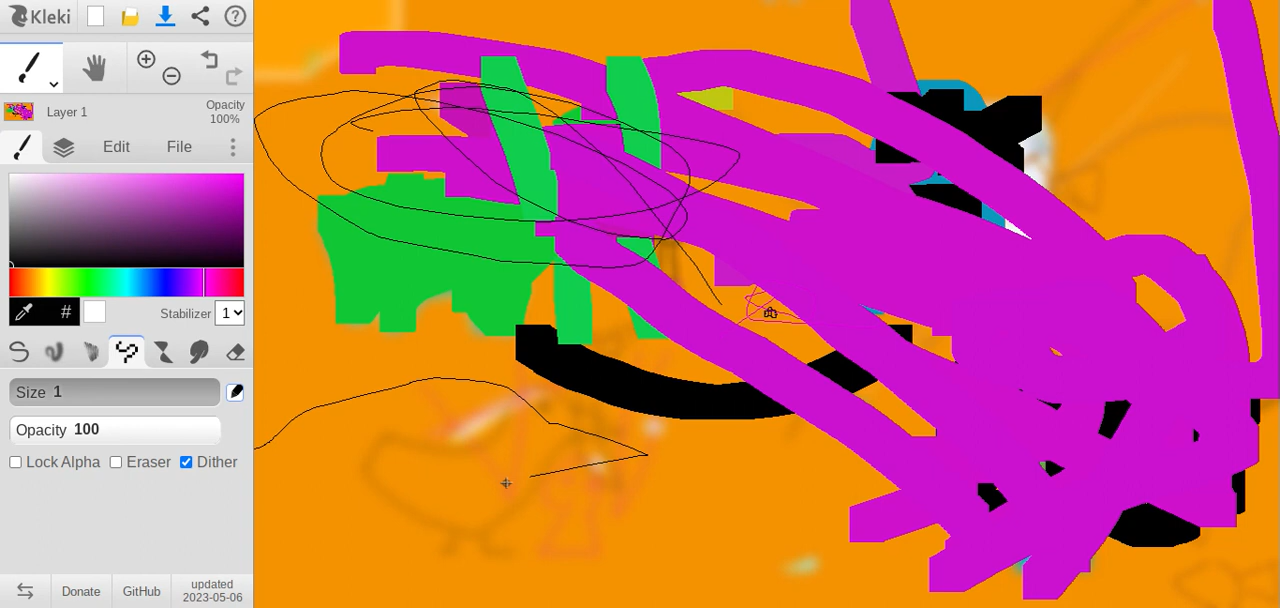 Kleki
?
Layer 1
Opacity
100%
Edit
File
#
Stabilizer
1
Size 1
Opacity 100
Lock Alpha
Eraser
Dither
Donate
GitHub
updated
2023-05-06